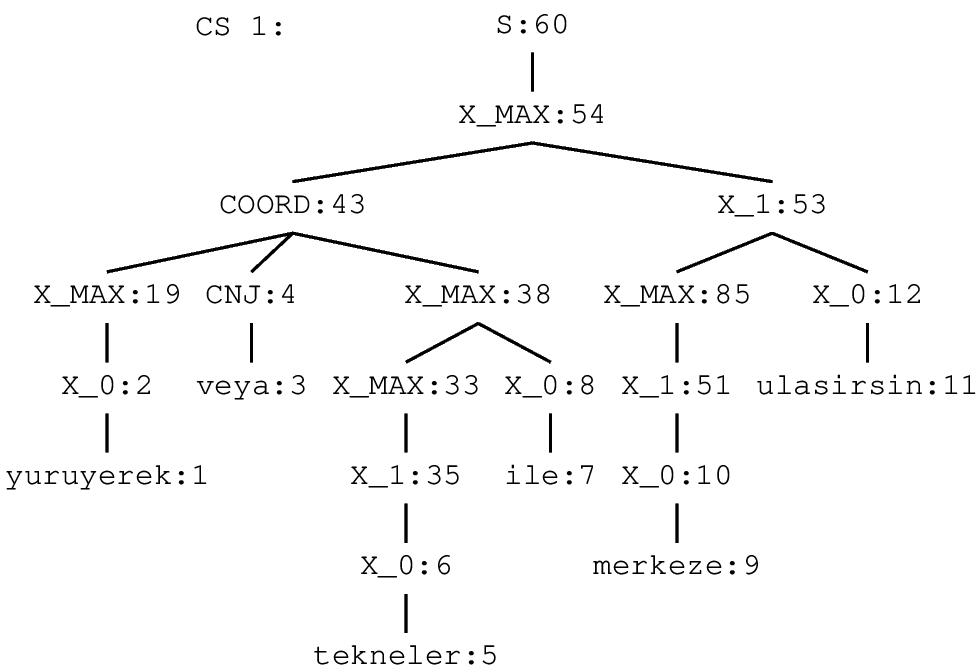 CS 1: S:60
X_MAX:54
COORD:43 X_1:53
X_MAX:19 CNJ:4 X_MAX:38 X_MAX:85 X_0:12
X_0:2 veya:3 X_MAX:33 X_0:8 X_1:51 ulasirsin:11
yuruyerek:1 X_1:35 ile:7 X_0:10
X_0:6 merkeze:9
tekneler:5